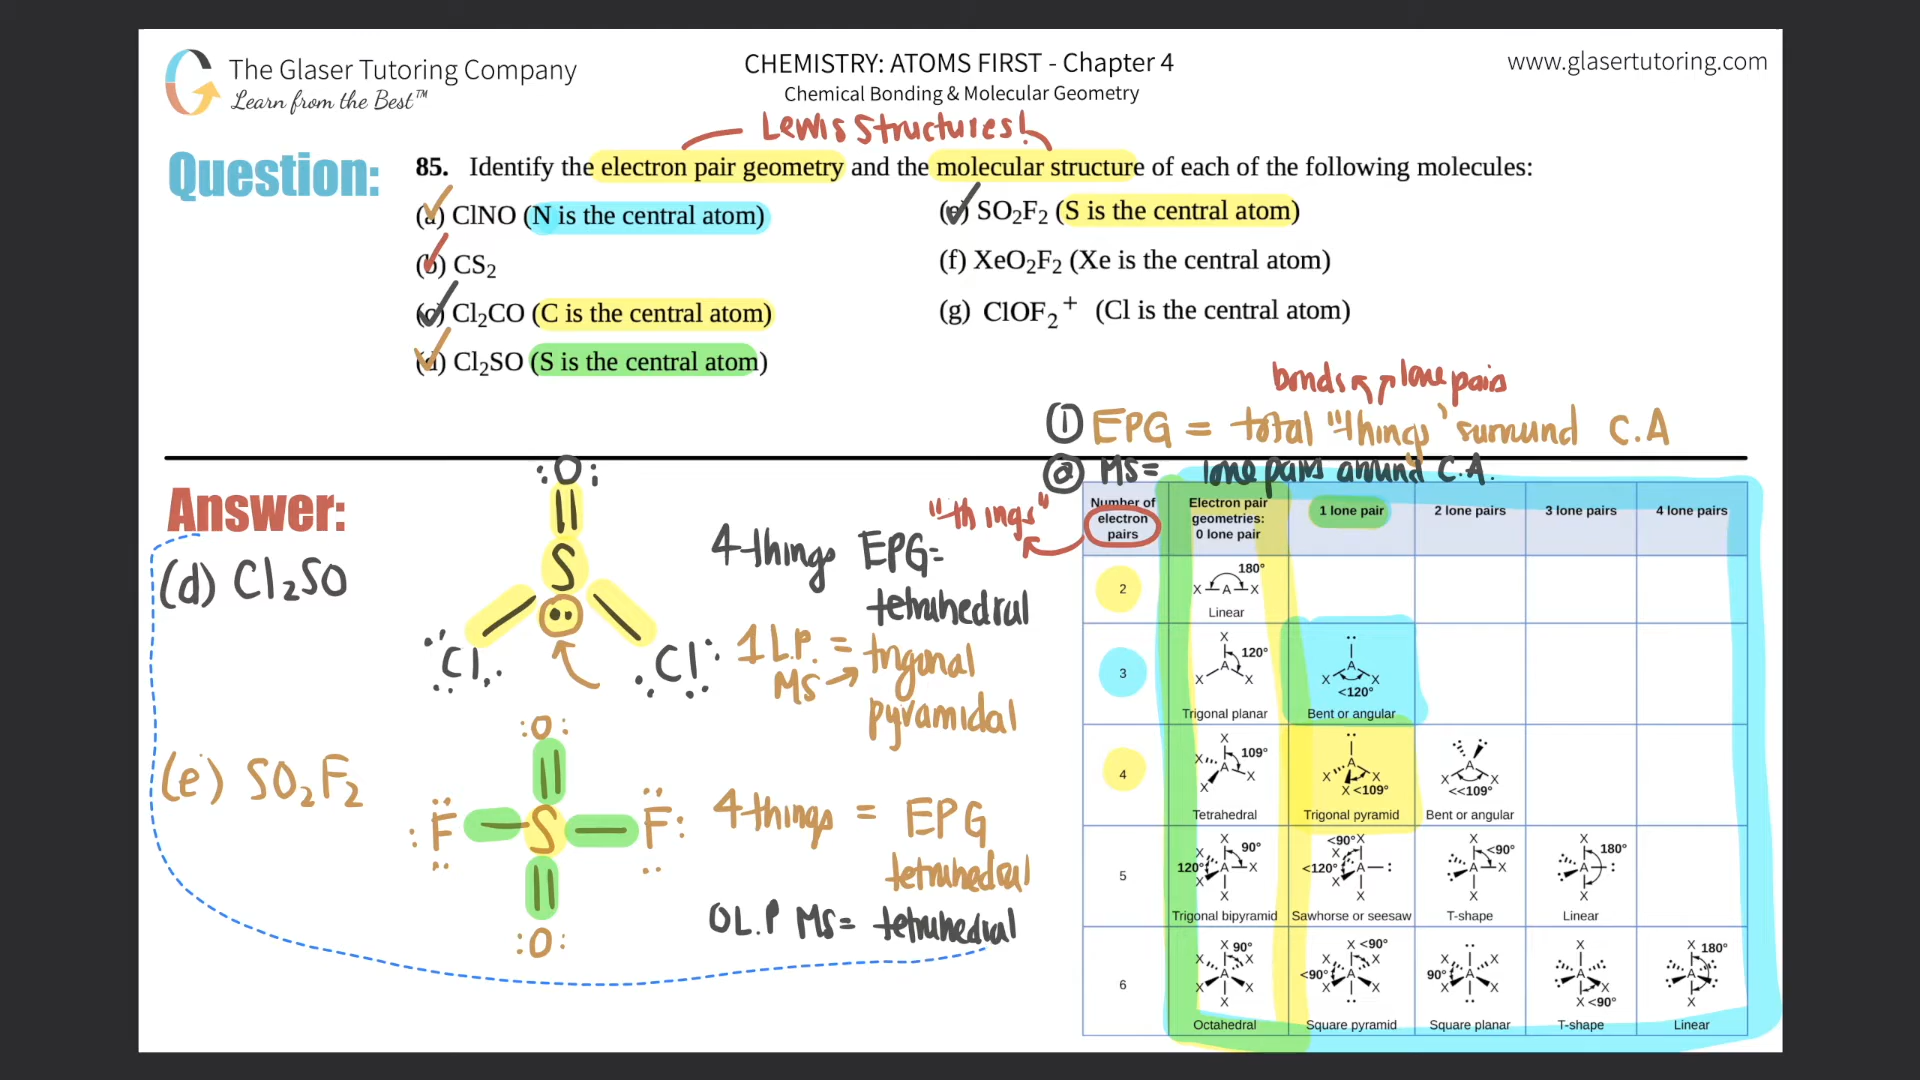 The Glaser Tutoring Company
Learn from the Best™
CHEMISTRY: ATOMS FIRST - Chapter 4
Chemical Bonding & Molecular Geometry
www.glasertutoring.com
Lewis Structures!
Question:
85. Identify the electron pair geometry and the molecular structure of each of the following molecules:
(a) ClNO (N is the central atom)
(b) CS₂
(c) Cl₂CO (C is the central atom)
(d) Cl₂SO (S is the central atom)
(e) SO₂F₂ (S is the central atom)
(f) XeO₂F₂ (Xe is the central atom)
(g) ClOF₂⁺ (Cl is the central atom)
bonds lone pairs
① EPG = total "things" surround C.A
② MS = lone pairs around C.A.
Answer:
(d) Cl₂SO
:O:
S
Cl Cl
4 things EPG =
tetrahedral
1 L.P. = trigonal
MS → pyramidal
(e) SO₂F₂
:O:
:F S F:
:O:
4 things = EPG
tetrahedral
0 L.P MS = tetrahedral
"things"
Number of electron pairs
Electron pair geometries: 0 lone pair
1 lone pair
2 lone pairs
3 lone pairs
4 lone pairs
2
180°
X A X
Linear
3
X
120°
A
X X
Trigonal planar
A
X X
<120°
Bent or angular
4
X
109°
X A
X X
Tetrahedral
A
X X
X <109°
Trigonal pyramid
A
X X
<<109°
Bent or angular
5
X
90°
X
120° A X
X
X
Trigonal bipyramid
<90° X
X
<120° A :
X
X
Sawhorse or seesaw
X
<90°
A X
X
T-shape
X
180°
A :
X
Linear
6
X 90°
X X
A
X X
X
Octahedral
X <90°
X X
<90° A
X X
Square pyramid
X X
90° A
X X
Square planar
X
A
X
X <90°
T-shape
X 180°
A
X
Linear